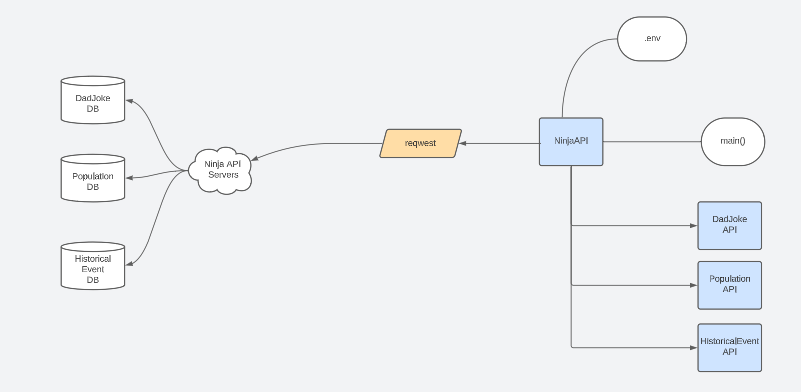 .env
DadJoke
DB
reqwest
NinjaAPI
main()
Ninja API
Servers
Population
DB
DadJoke
API
Historical
Event
DB
Population
API
HistoricalEvent
API